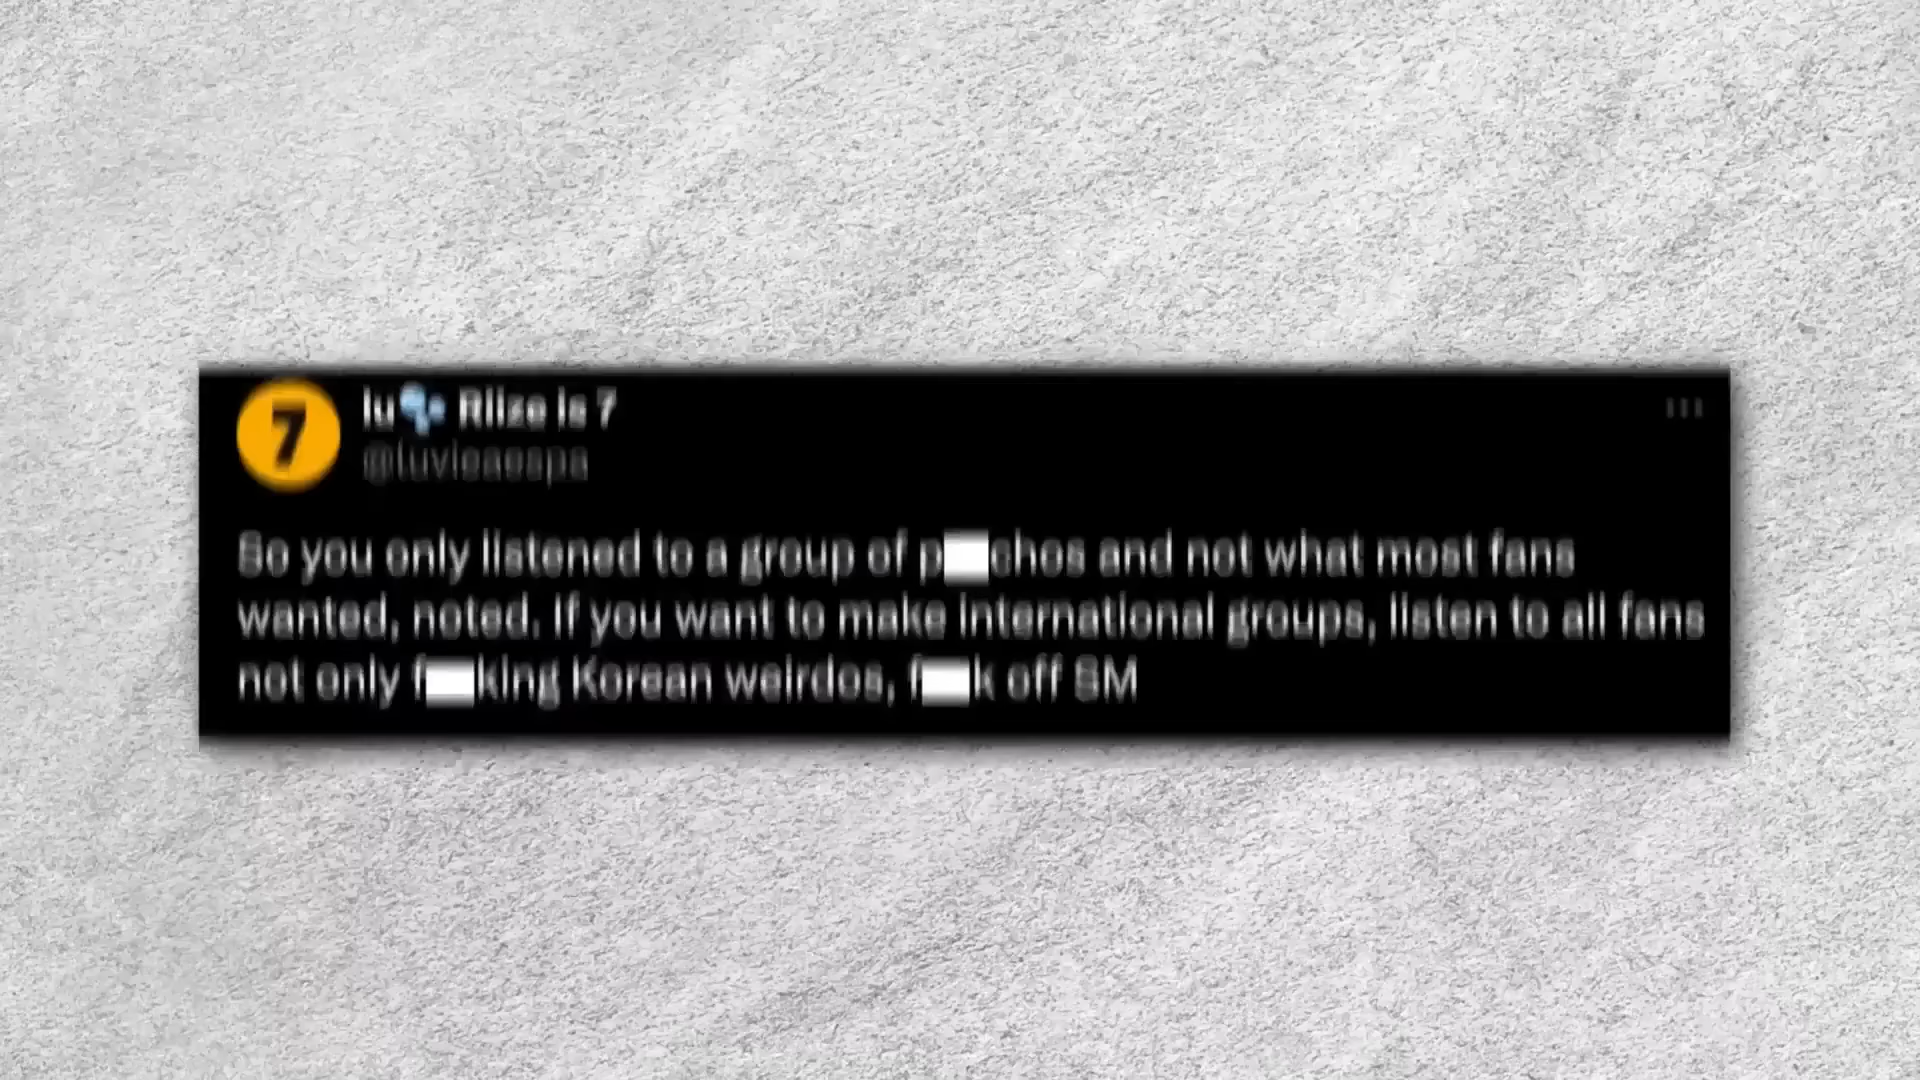 7
lu🫧 Riize is 7
@luvieaespa
So you only listened to a group of p chos and not what most fans
wanted, noted. If you want to make international groups, listen to all fans
not only f king Korean weirdos, f k off SM